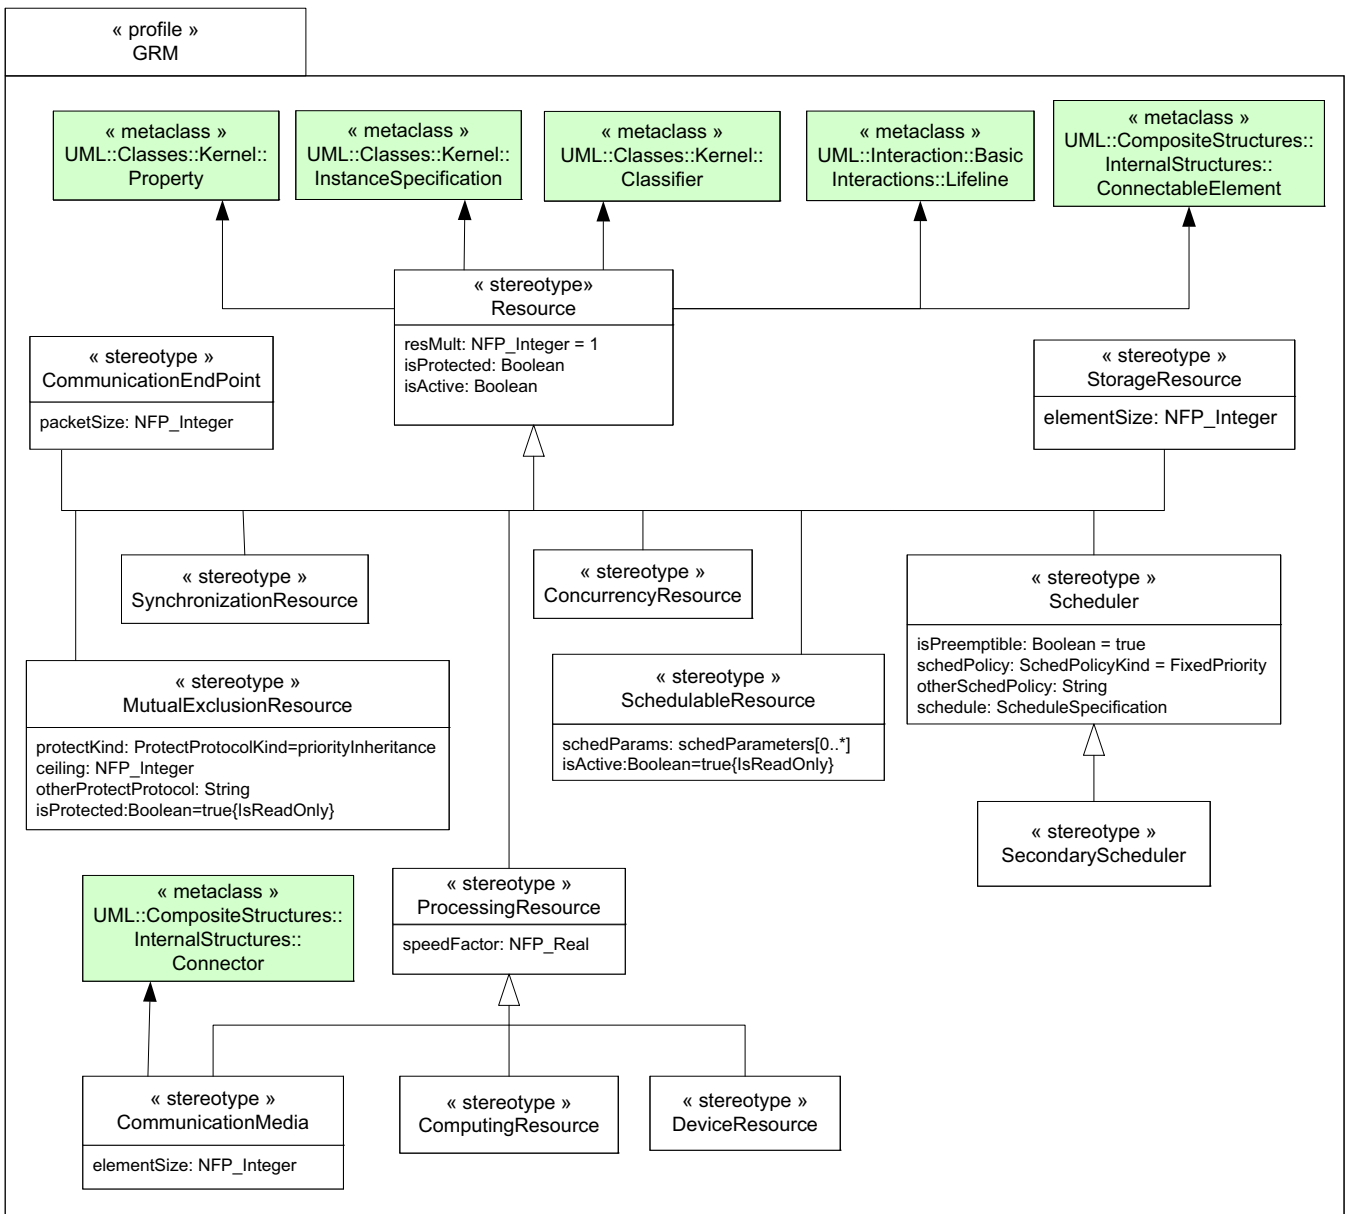 « profile »
GRM
« metaclass »
UML::Classes::Kernel::
Property
« metaclass »
UML::Classes::Kernel::
InstanceSpecification
« metaclass »
UML::Classes::Kernel::
Classifier
« metaclass »
UML::Interaction::Basic
Interactions::Lifeline
« metaclass »
UML::CompositeStructures::
InternalStructures::
ConnectableElement
« stereotype»
Resource
resMult: NFP_Integer = 1
isProtected: Boolean
isActive: Boolean
« stereotype »
CommunicationEndPoint
packetSize: NFP_Integer
« stereotype »
StorageResource
elementSize: NFP_Integer
« stereotype »
SynchronizationResource
« stereotype »
ConcurrencyResource
« stereotype »
Scheduler
isPreemptible: Boolean = true
schedPolicy: SchedPolicyKind = FixedPriority
otherSchedPolicy: String
schedule: ScheduleSpecification
« stereotype »
MutualExclusionResource
protectKind: ProtectProtocolKind=priorityInheritance
ceiling: NFP_Integer
otherProtectProtocol: String
isProtected:Boolean=true{IsReadOnly}
« stereotype »
SchedulableResource
schedParams: schedParameters[0..*]
isActive:Boolean=true{IsReadOnly}
« stereotype »
SecondaryScheduler
« metaclass »
UML::CompositeStructures::
InternalStructures::
Connector
« stereotype »
ProcessingResource
speedFactor: NFP_Real
« stereotype »
CommunicationMedia
elementSize: NFP_Integer
« stereotype »
ComputingResource
« stereotype »
DeviceResource